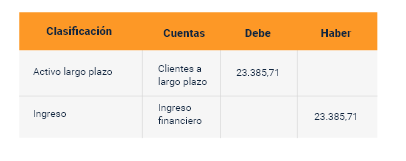 Clasificación Cuentas Debe Haber
Activo largo plazo Clientes a
largo plazo 23.385,71
Ingreso Ingreso
financiero 23.385,71